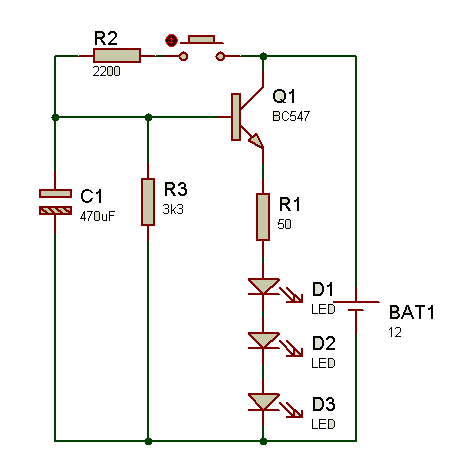 R2
2200
Q1
BC547
C1
470uF
R3
3k3
R1
50
D1
LED
BAT1
12
D2
LED
D3
LED